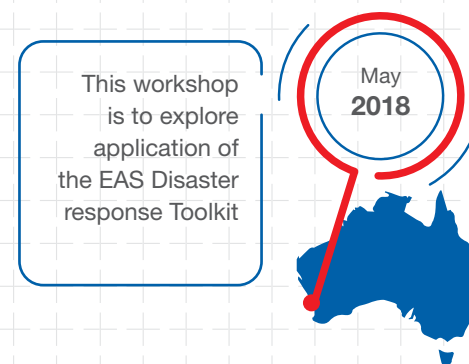 This workshop
is to explore
application of
the EAS Disaster
response Toolkit
May
2018